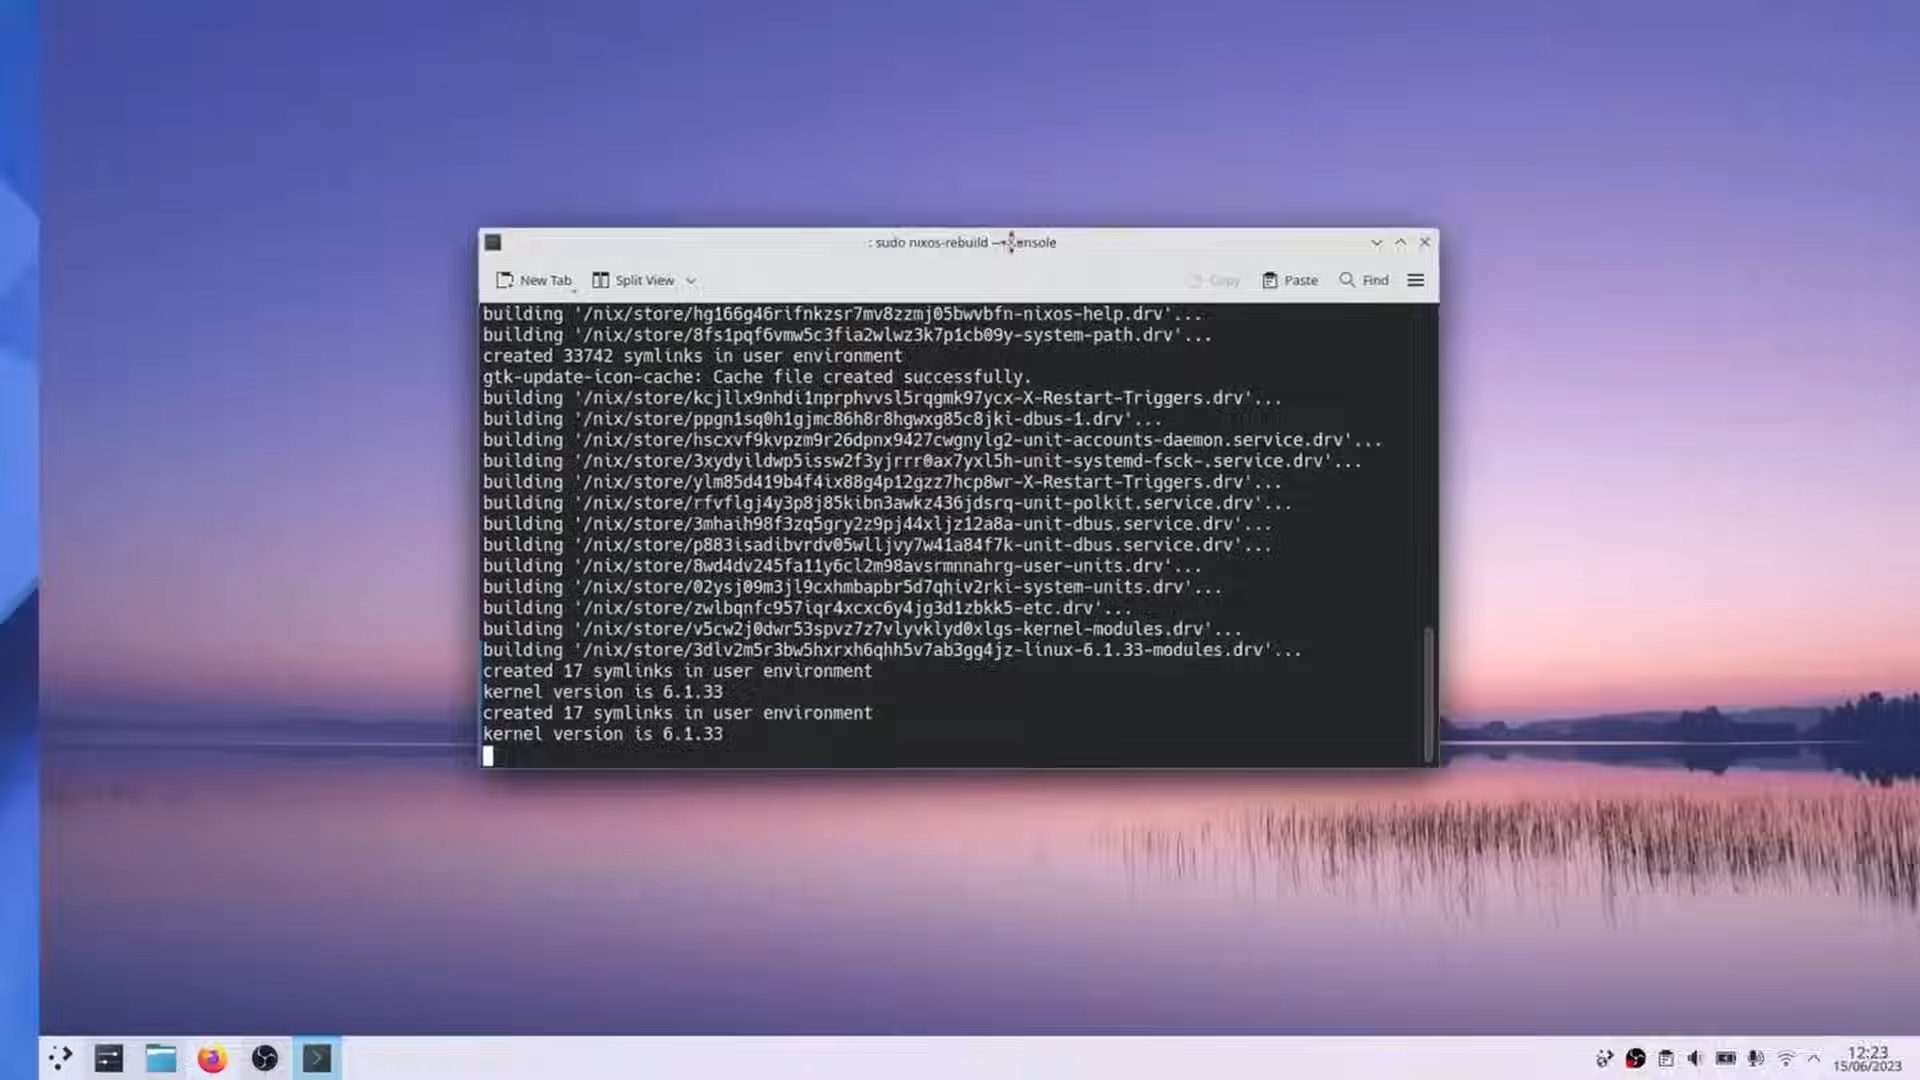 : sudo nixos-rebuild — Konsole
New Tab Split View Copy Paste Find
building '/nix/store/hg166g46rifnkzsr7mv8zzmj05bwvbfn-nixos-help.drv'...
building '/nix/store/8fs1pqf6vmw5c3fia2wlwz3k7p1cb09y-system-path.drv'...
created 33742 symlinks in user environment
gtk-update-icon-cache: Cache file created successfully.
building '/nix/store/kcjllx9nhdi1nprphvvsl5rqgmk97ycx-X-Restart-Triggers.drv'...
building '/nix/store/ppgn1sq0h1gjmc86h8r8hgwxg85c8jki-dbus-1.drv'...
building '/nix/store/hscxvf9kvpzm9r26dpnx9427cwgnylg2-unit-accounts-daemon.service.drv'...
building '/nix/store/3xydyildwp5issw2f3yjrrr0ax7yxl5h-unit-systemd-fsck-.service.drv'...
building '/nix/store/ylm85d419b4f4ix88g4p12gzz7hcp8wr-X-Restart-Triggers.drv'...
building '/nix/store/rfvflgj4y3p8j85kibn3awkz436jdsrq-unit-polkit.service.drv'...
building '/nix/store/3mhaih98f3zq5gry2z9pj44xljz12a8a-unit-dbus.service.drv'...
building '/nix/store/p883isadibvrdv05wlljvy7w41a84f7k-unit-dbus.service.drv'...
building '/nix/store/8wd4dv245fa11y6cl2m98avsrmnnahrg-user-units.drv'...
building '/nix/store/02ysj09m3jl9cxhmbapbr5d7qhiv2rki-system-units.drv'...
building '/nix/store/zwlbqnfc957iqr4xcxc6y4jg3d1zbkk5-etc.drv'...
building '/nix/store/v5cw2j0dwr53spvz7z7vlyvklyd0xlgs-kernel-modules.drv'...
building '/nix/store/3dlv2m5r3bw5hxrxh6qhh5v7ab3gg4jz-linux-6.1.33-modules.drv'...
created 17 symlinks in user environment
kernel version is 6.1.33
created 17 symlinks in user environment
kernel version is 6.1.33
12:23
15/06/2023